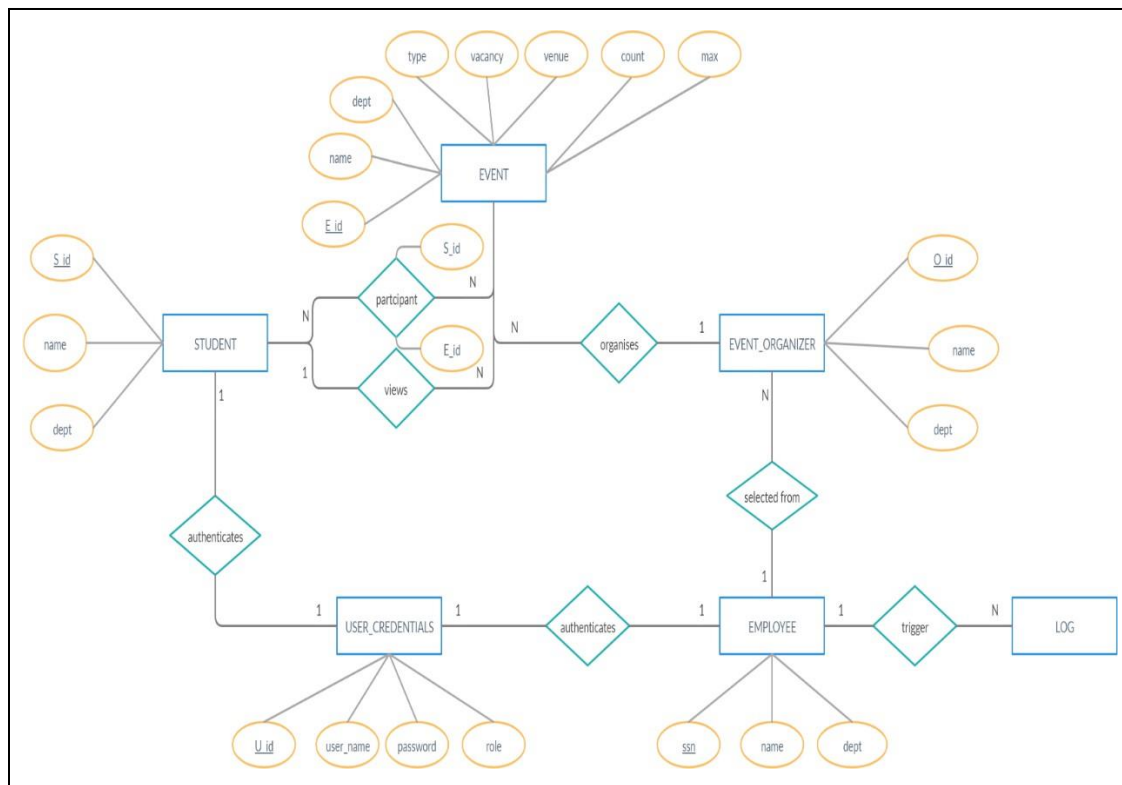 type
vacancy
venue
count
max
dept
name
EVENT
E_id
S_id
S_id
O_id
N
partcipant
N
name
STUDENT
N
organises
1
EVENT_ORGANIZER
name
E_id
1
views
N
1
N
dept
dept
selected from
authenticates
1
1
USER_CREDENTIALS
1
authenticates
1
EMPLOYEE
1
trigger
N
LOG
U_id
user_name
password
role
ssn
name
dept